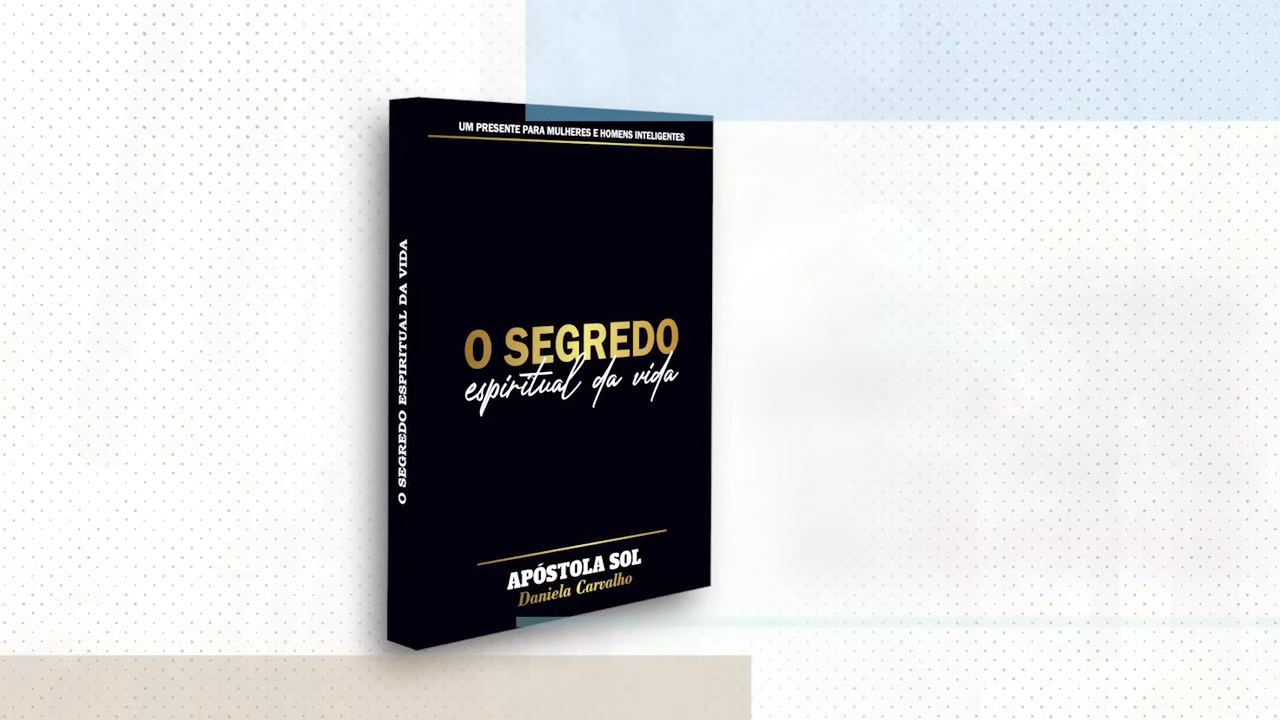 UM PRESENTE PARA MULHERES E HOMENS INTELIGENTES
O SEGREDO ESPIRITUAL DA VIDA
O SEGREDO
espiritual da vida
APÓSTOLA SOL
Daniela Carvalho